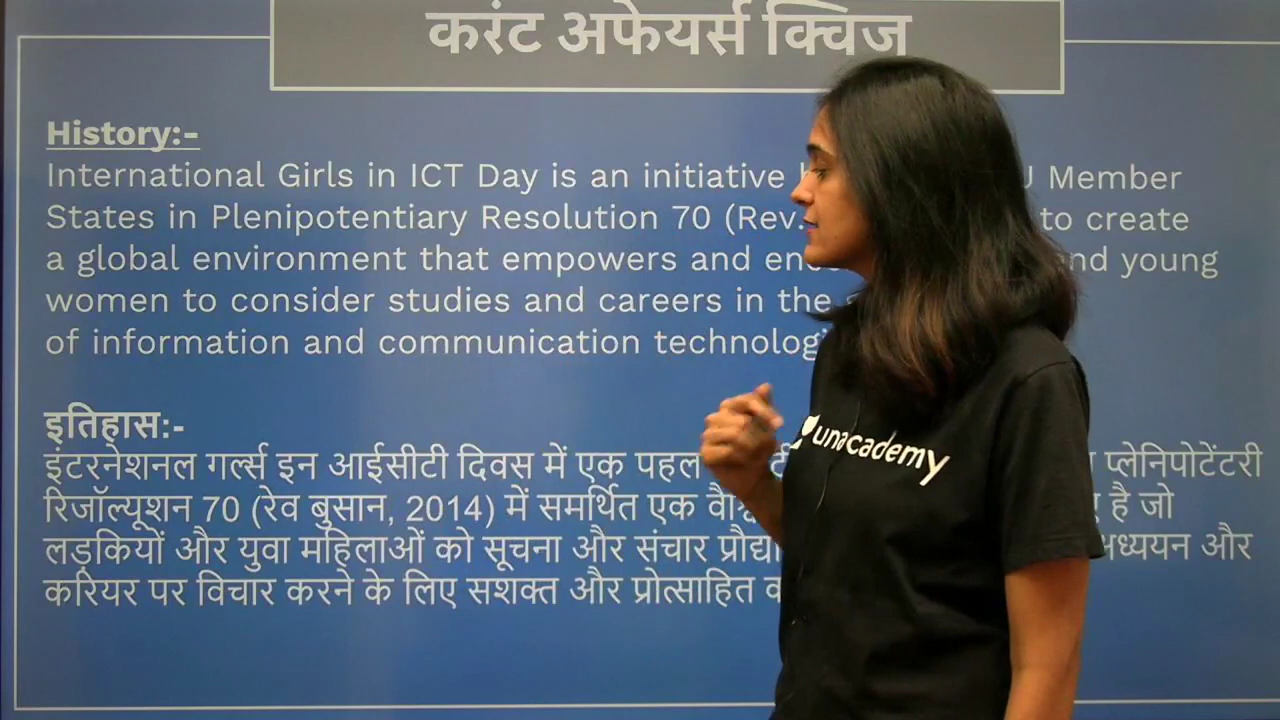 करंट अफेयर्स क्विज
History:-
International Girls in ICT Day is an initiative Member
States in Plenipotentiary Resolution 70 (Rev. to create
a global environment that empowers and young
women to consider studies and careers in the
of information and communication
इतिहास:-
इंटरनेशनल गर्ल्स इन आईसीटी दिवस में एक पहल प्लेनिपोटेंटरी
रिजॉल्यूशन 70 (रेव बुसान, 2014) में समर्थित एक है जो
लड़कियों और युवा महिलाओं को सूचना और संचार अध्ययन और
करियर पर विचार करने के लिए सशक्त और प्रोत्साहित
unacademy